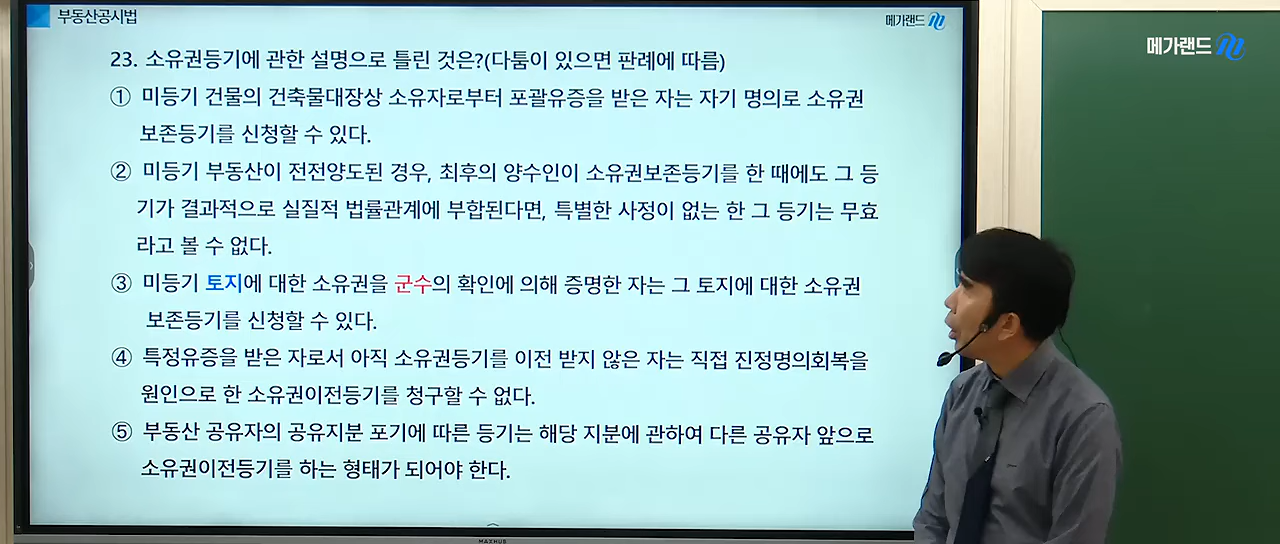 부동산공시법
메가랜드
메가랜드
23. 소유권등기에 관한 설명으로 틀린 것은?(다툼이 있으면 판례에 따름)
① 미등기 건물의 건축물대장상 소유자로부터 포괄유증을 받은 자는 자기 명의로 소유권
보존등기를 신청할 수 있다.
② 미등기 부동산이 전전양도된 경우, 최후의 양수인이 소유권보존등기를 한 때에도 그 등
기가 결과적으로 실질적 법률관계에 부합된다면, 특별한 사정이 없는 한 그 등기는 무효
라고 볼 수 없다.
③ 미등기 토지에 대한 소유권을 군수의 확인에 의해 증명한 자는 그 토지에 대한 소유권
보존등기를 신청할 수 있다.
④ 특정유증을 받은 자로서 아직 소유권등기를 이전 받지 않은 자는 직접 진정명의회복을
원인으로 한 소유권이전등기를 청구할 수 없다.
⑤ 부동산 공유자의 공유지분 포기에 따른 등기는 해당 지분에 관하여 다른 공유자 앞으로
소유권이전등기를 하는 형태가 되어야 한다.
MAXHUB